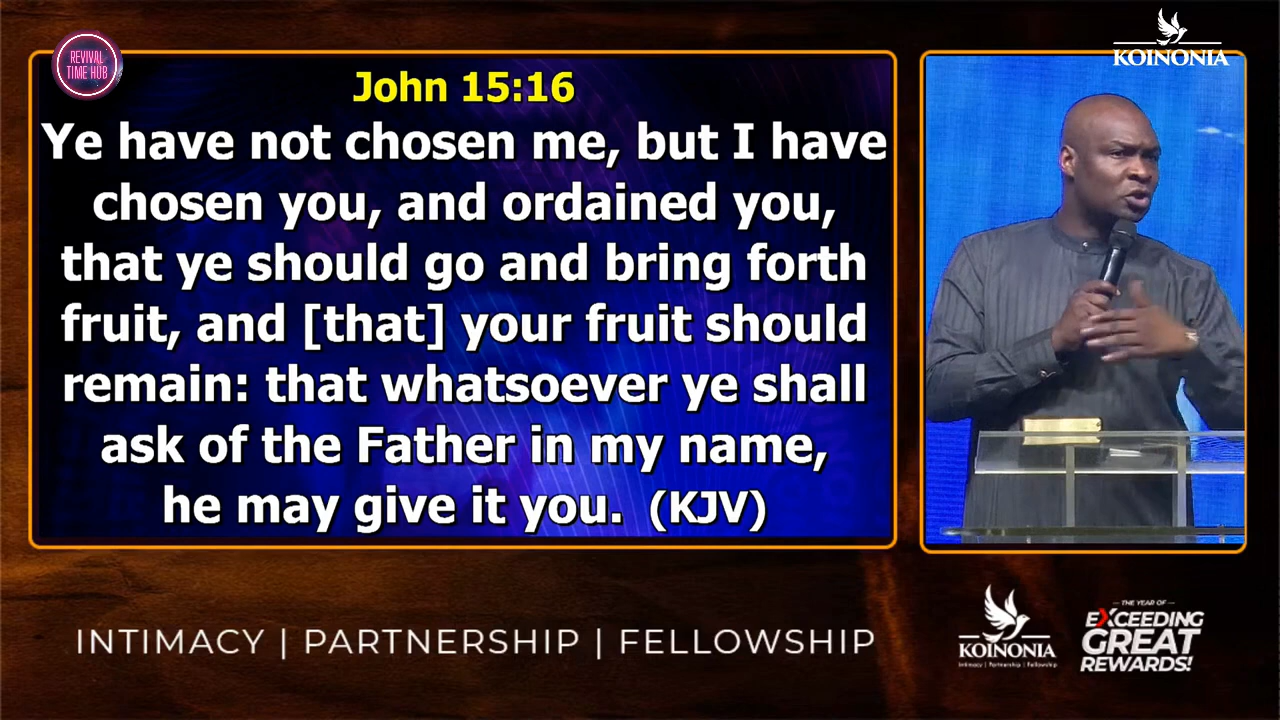 REVIVAL
TIME HUB
KOINONIA
John 15:16
Ye have not chosen me, but I have
chosen you, and ordained you,
that ye should go and bring forth
fruit, and [that] your fruit should
remain: that whatsoever ye shall
ask of the Father in my name,
he may give it you. (KJV)
INTIMACY | PARTNERSHIP | FELLOWSHIP
KOINONIA
Intimacy | Partnership | Fellowship
THE YEAR OF
EXCEEDING
GREAT
REWARDS!